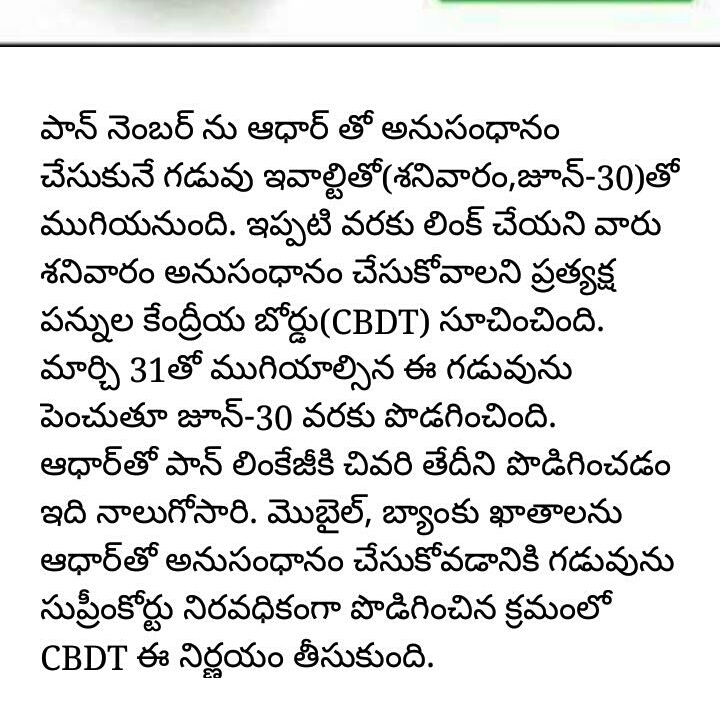 పాన్ నెంబర్ ను ఆధార్ తో అనుసంధానం
చేసుకునే గడువు ఇవాల్టితో(శనివారం,జూన్-30)తో
ముగియనుంది. ఇప్పటి వరకు లింక్ చేయని వారు
శనివారం అనుసంధానం చేసుకోవాలని ప్రత్యక్ష
పన్నుల కేంద్రీయ బోర్డు(CBDT) సూచించింది.
మార్చి 31తో ముగియాల్సిన ఈ గడువును
పెంచుతూ జూన్-30 వరకు పొడగించింది.
ఆధార్‌తో పాన్ లింకేజీకి చివరి తేదీని పొడిగించడం
ఇది నాలుగోసారి. మొబైల్, బ్యాంకు ఖాతాలను
ఆధార్‌తో అనుసంధానం చేసుకోవడానికి గడువును
సుప్రీంకోర్టు నిరవధికంగా పొడిగించిన క్రమంలో
CBDT ఈ నిర్ణయం తీసుకుంది.